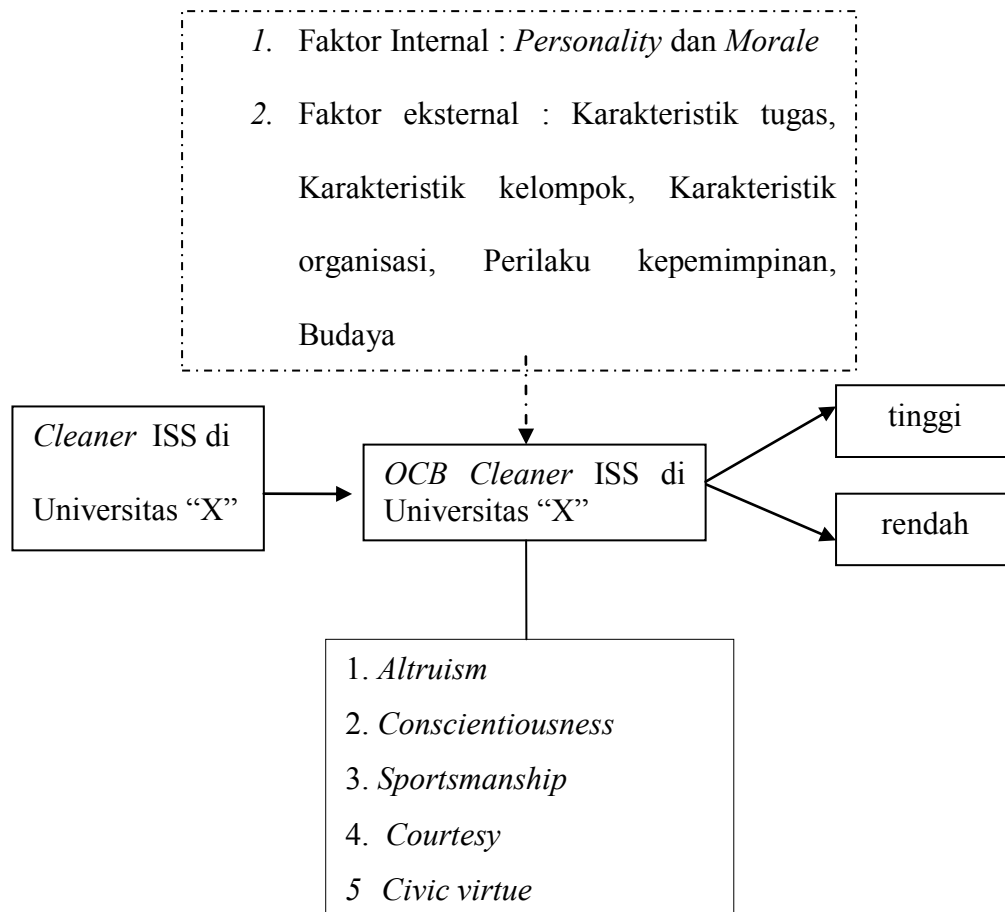 1. Faktor Internal : Personality dan Morale
2. Faktor eksternal : Karakteristik tugas,
Karakteristik kelompok, Karakteristik
organisasi, Perilaku kepemimpinan,
Budaya
Cleaner ISS di
Universitas “X”
OCB Cleaner ISS di
Universitas “X”
tinggi
rendah
1. Altruism
2. Conscientiousness
3. Sportsmanship
4. Courtesy
5 Civic virtue